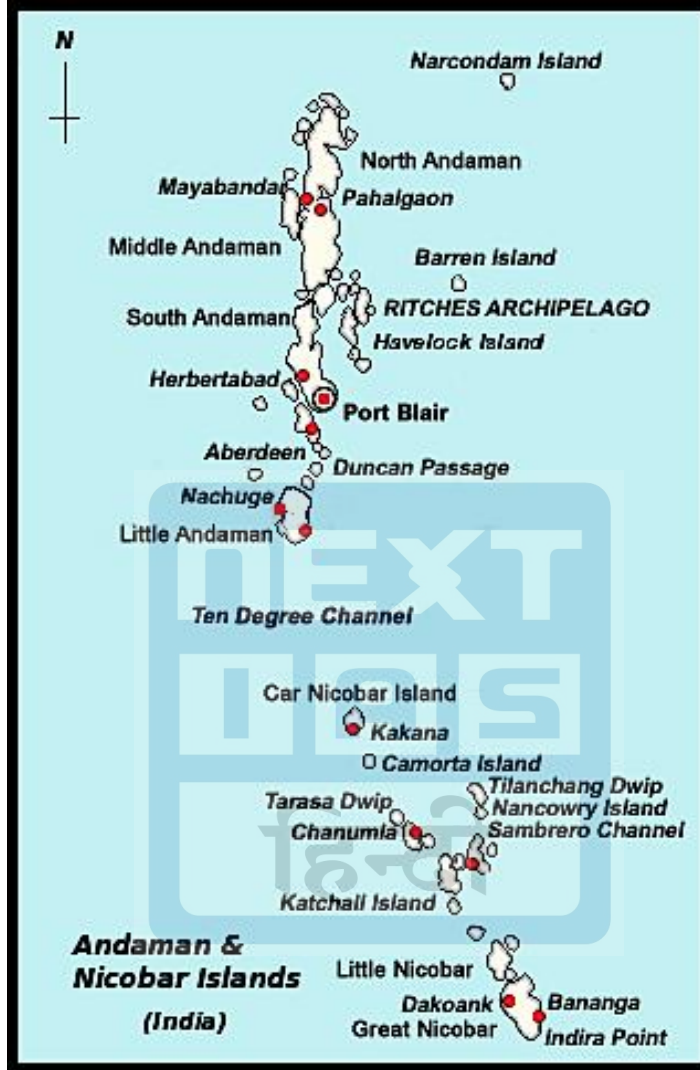 N
Narcondam Island
North Andaman
Mayabandar
Pahalgaon
Middle Andaman
Barren Island
RITCHES ARCHIPELAGO
South Andaman
Havelock Island
Herbertabad
Port Blair
Aberdeen
Duncan Passage
Nachuge
Little Andaman
NEXT
Ten Degree Channel
IAS
Car Nicobar Island
Kakana
Camorta Island
Tilanchang Dwip
Tarasa Dwip
Nancowry Island
Chanumla
Sambrero Channel
हिन्दी
Katchall Island
Andaman &
Nicobar Islands
(India)
Little Nicobar
Dakoank
Bananga
Great Nicobar
Indira Point